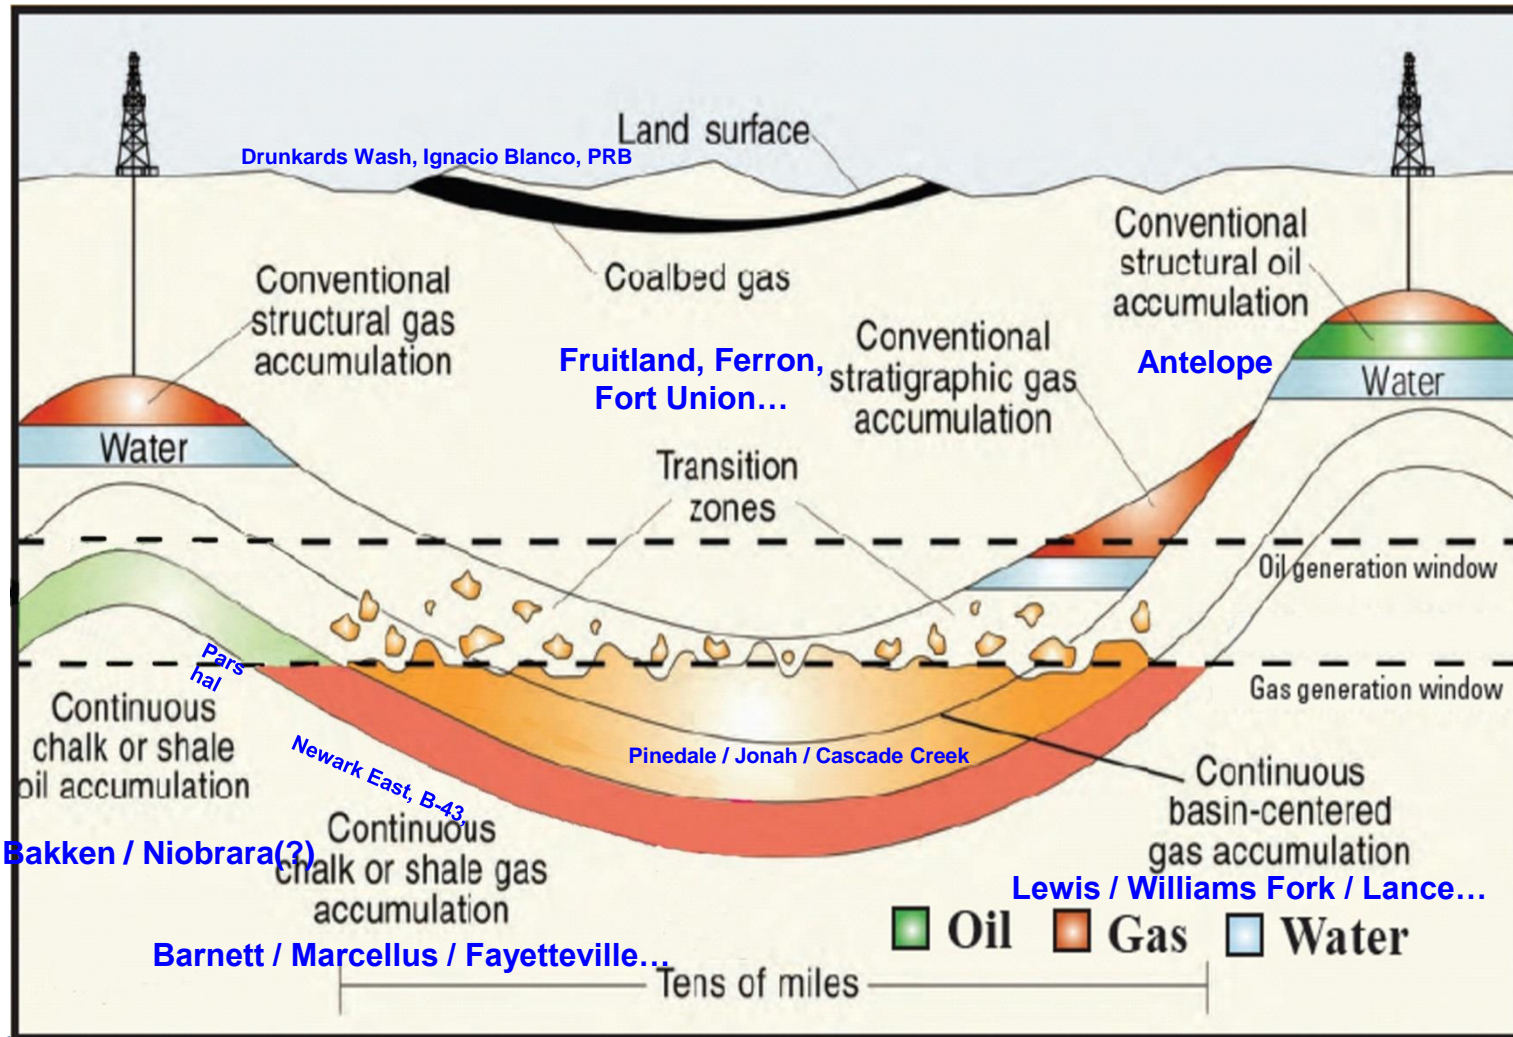 Land surface
Drunkards Wash, Ignacio Blanco, PRB
Conventional
structural oil
accumulation
Conventional
structural gas
accumulation
Coalbed gas
Conventional
stratigraphic gas
accumulation
Fruitland, Ferron,
Fort Union…
Antelope
Water
Water
Transition
zones
Oil generation window
Pars
hal
Gas generation window
Continuous
chalk or shale
oil accumulation
Newark East, B-43,
Pinedale / Jonah / Cascade Creek
Continuous
basin-centered
gas accumulation
Bakken / Niobrara(?)
Continuous
chalk or shale gas
accumulation
Lewis / Williams Fork / Lance…
Oil Gas Water
Barnett / Marcellus / Fayetteville…
Tens of miles